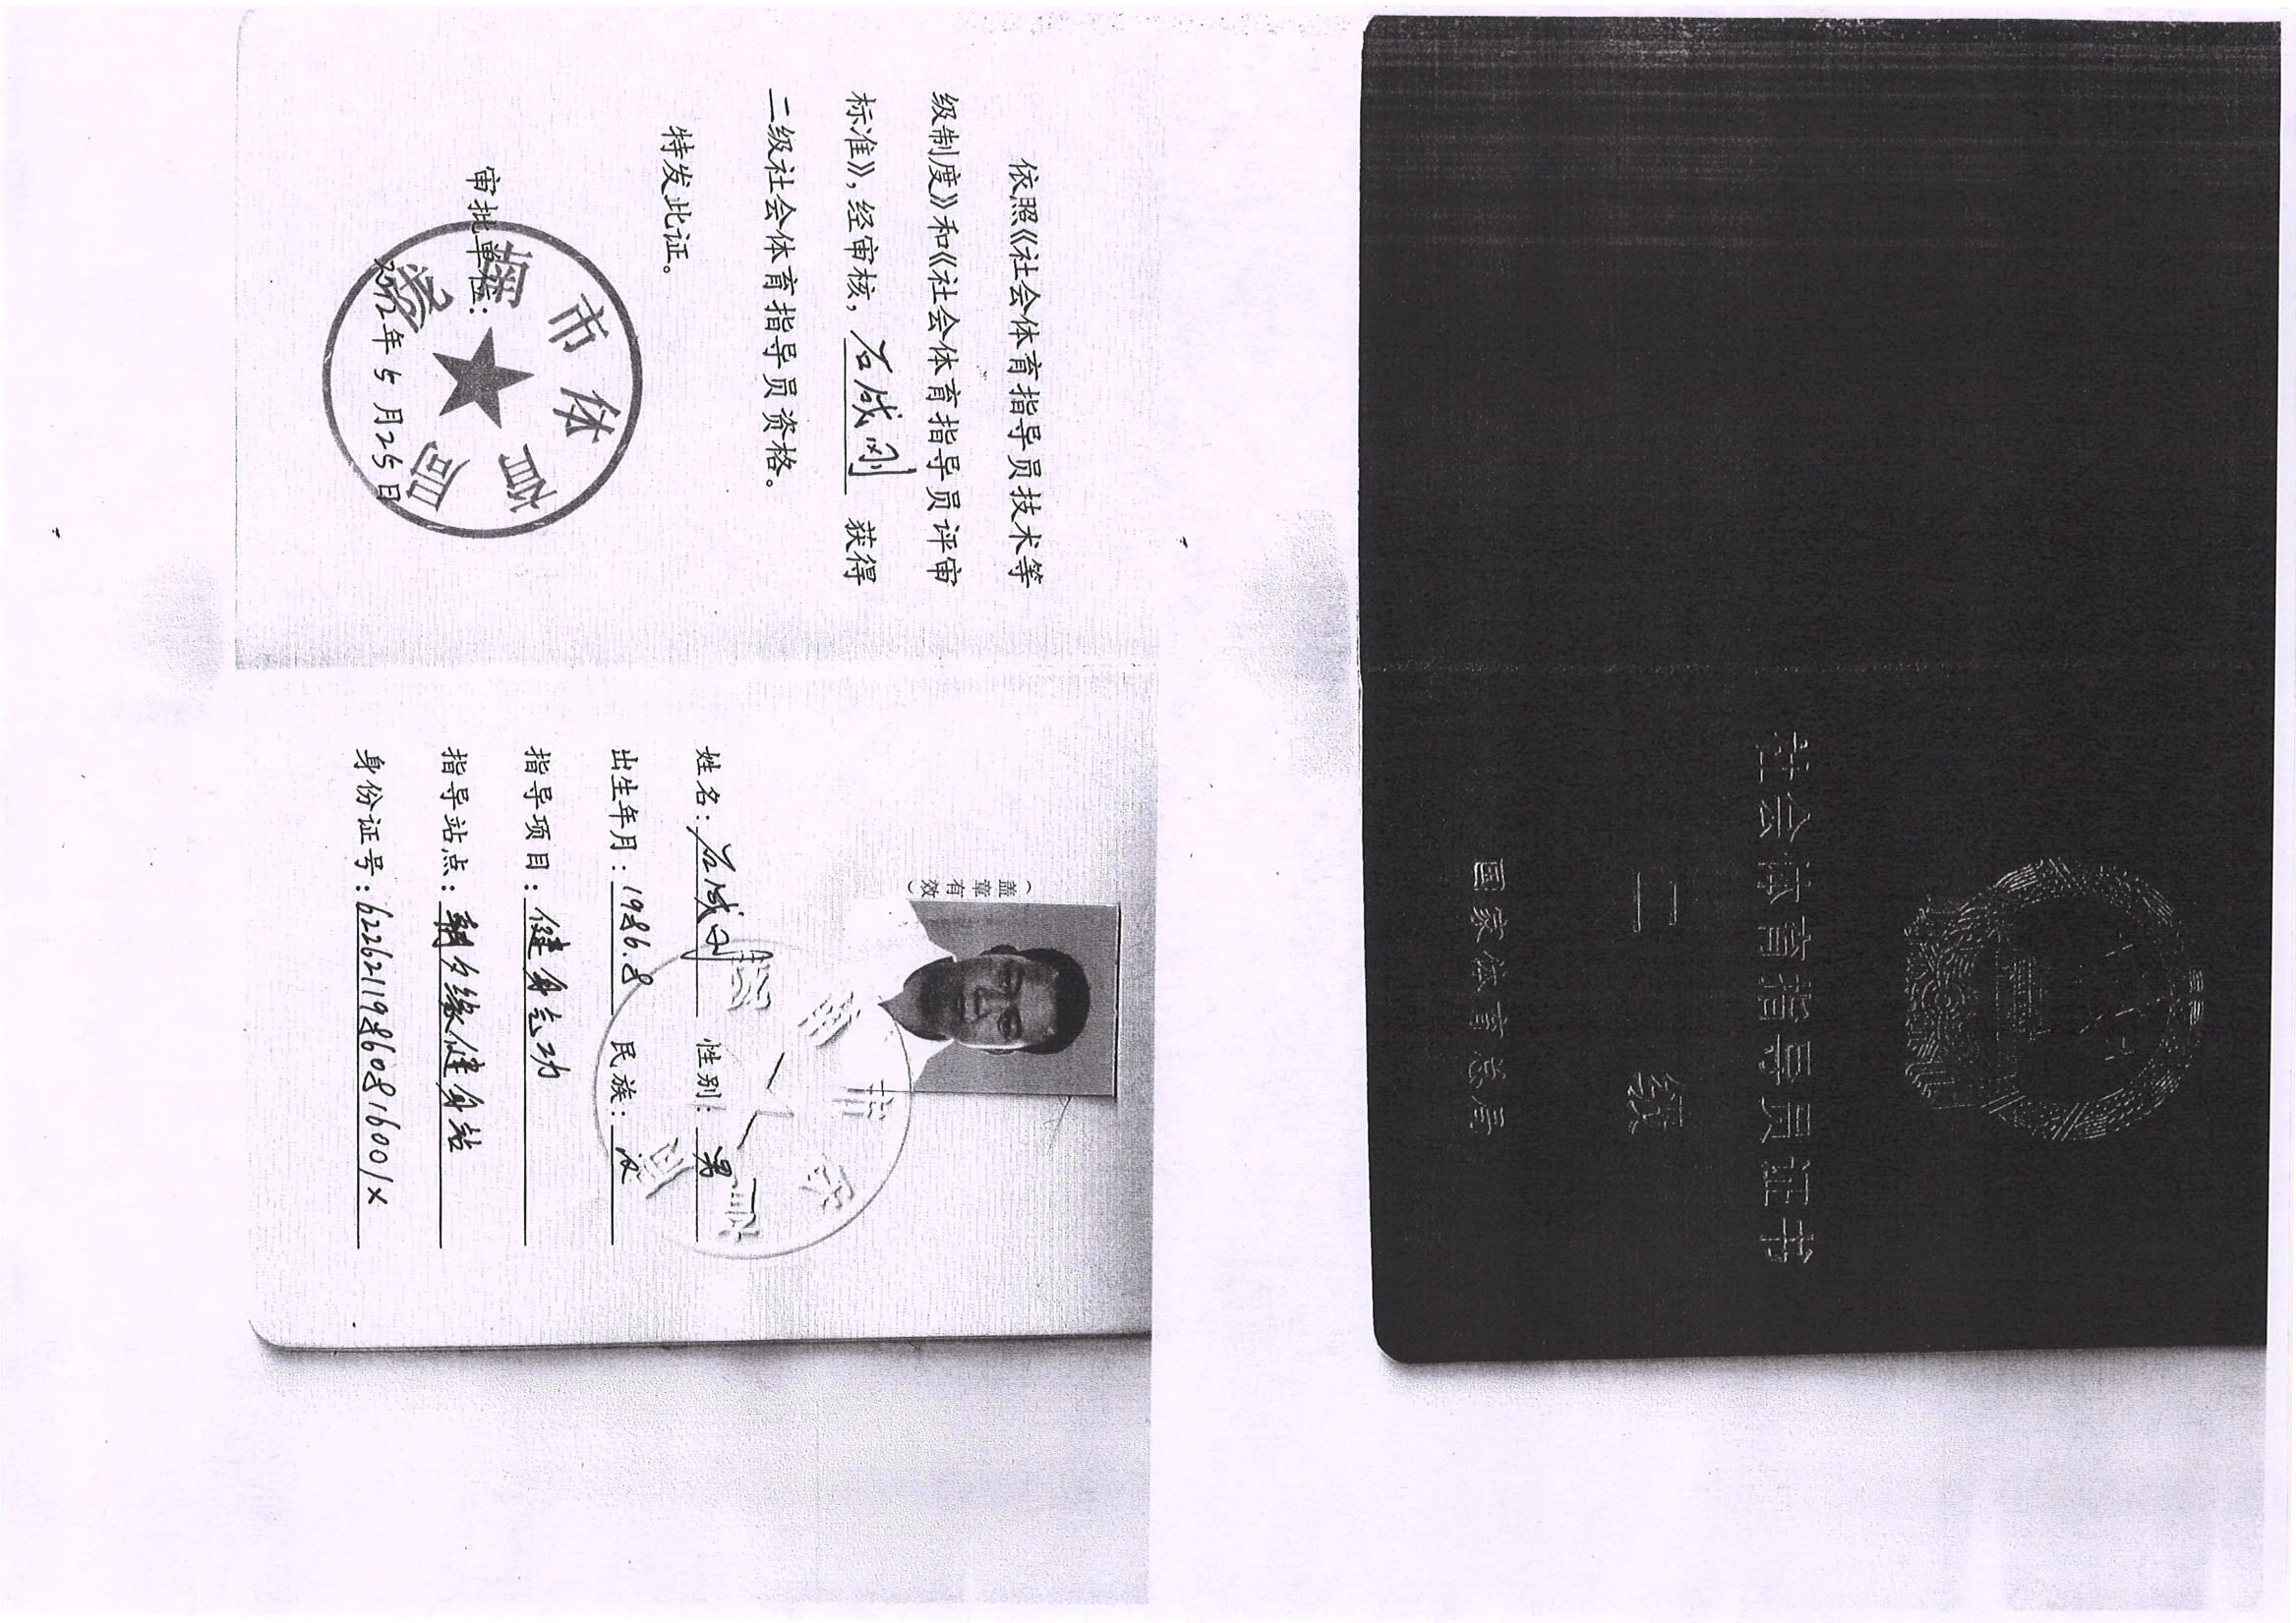 社会体育指导员证书
二 级
国家体育总局
依照《社会体育指导员技术等
级制度》和《社会体育指导员评审
标准》，经审核，石成刚 获得
二级社会体育指导员资格。
特发此证。
审批单位：
市体育局
2012年5月25日
（盖章有效）
市体育局
姓名：石成刚 性别：男
出生年月：1986.8 民族：汉
指导项目：健身气功
指导站点：朝夕缘健身站
身份证号：62262119860816001X